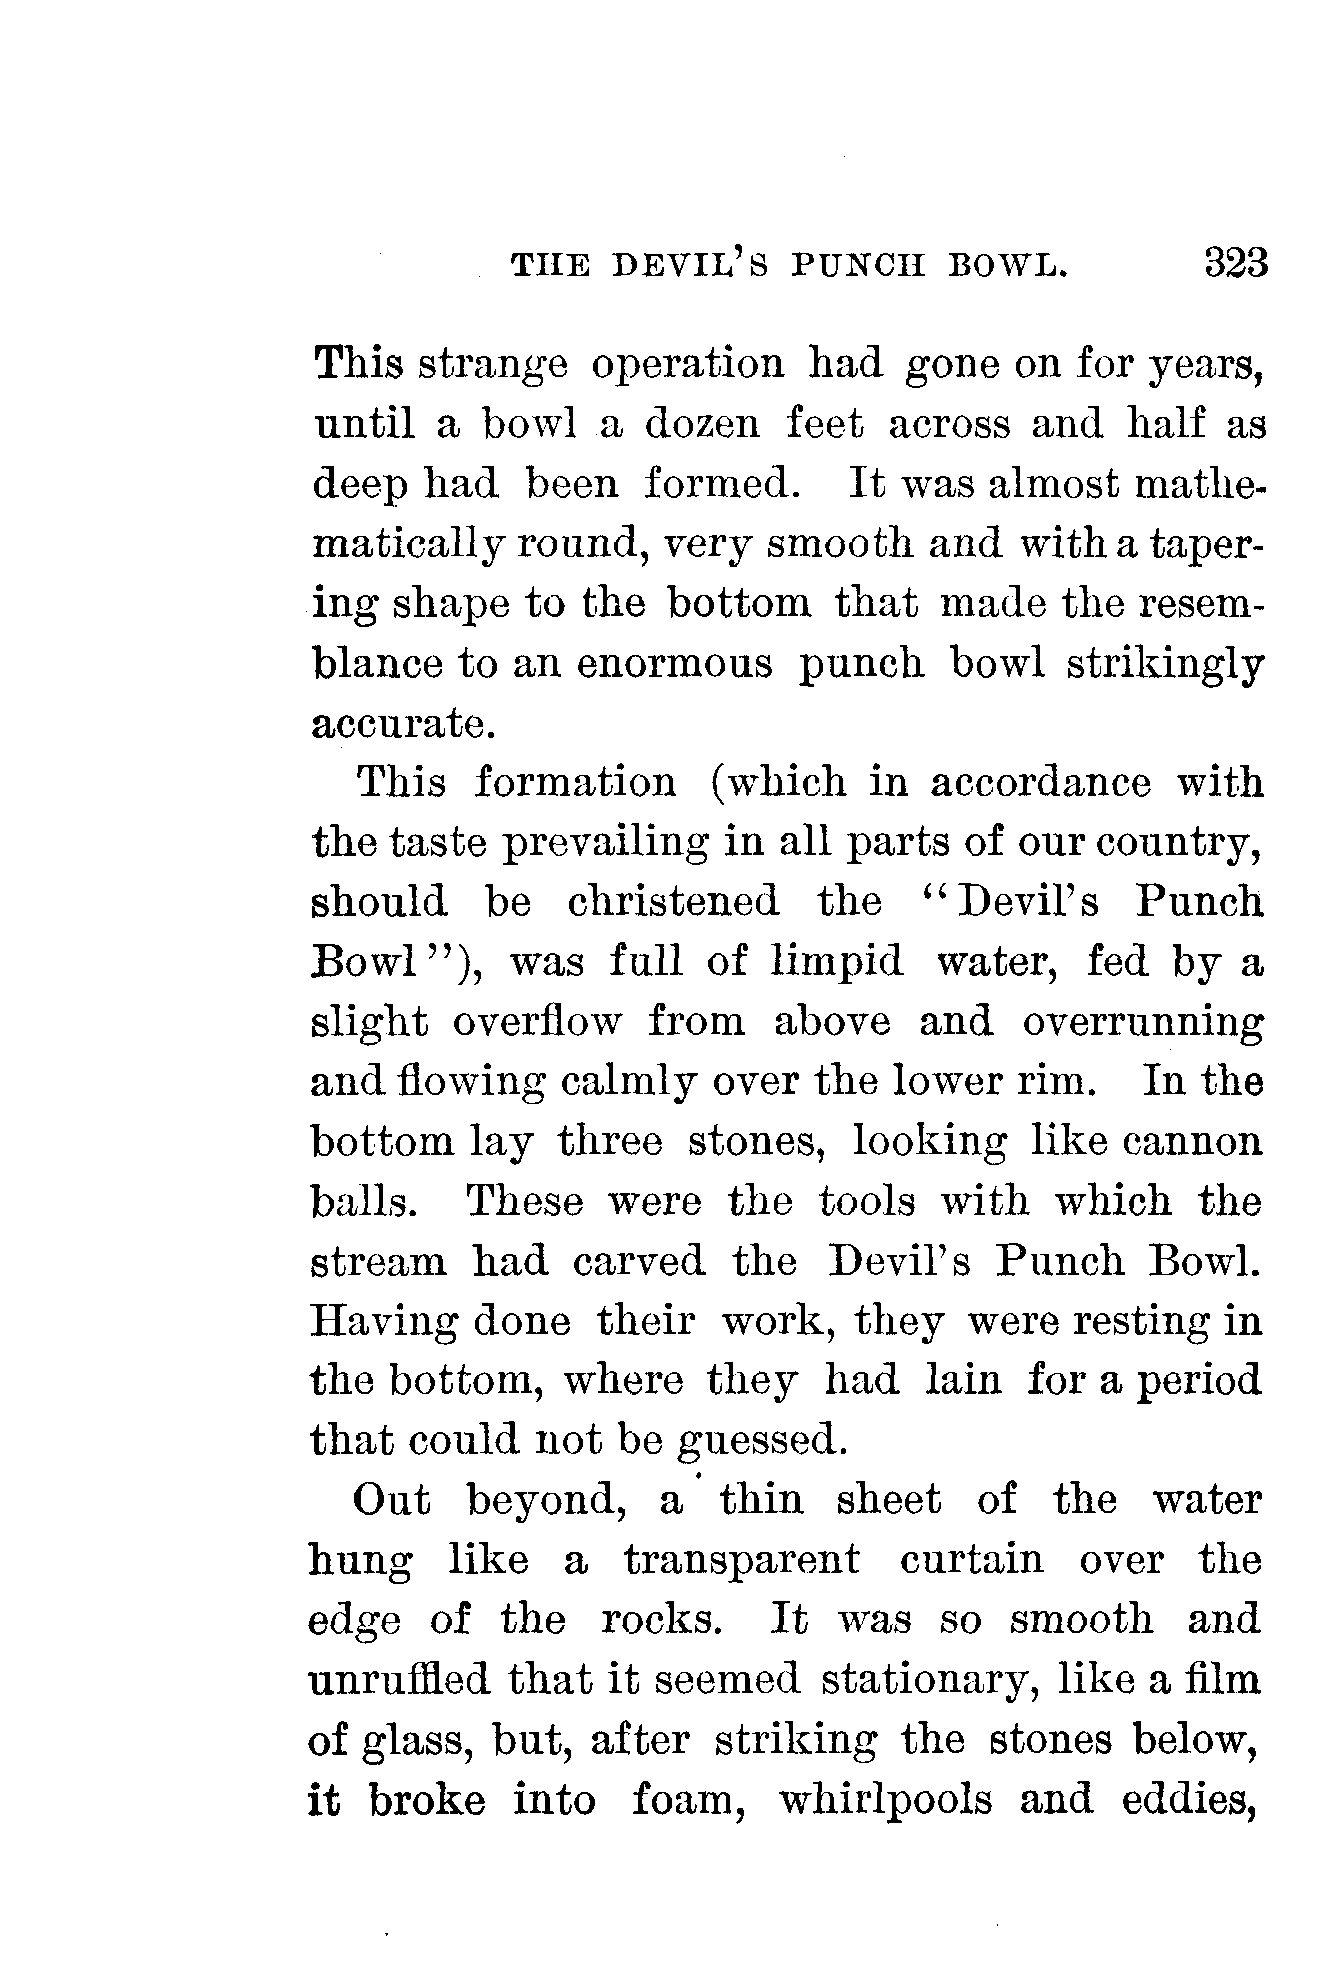 THE DEVIL'S PUNCH BOWL. 323
This strange operation had gone on for years,
until a bowl a dozen feet across and half as
deep had been formed. It was almost mathe-
matically round, very smooth and with a taper-
ing shape to the bottom that made the resem-
blance to an enormous punch bowl strikingly
accurate.
This formation (which in accordance with
the taste prevailing in all parts of our country,
should be christened the "Devil's Punch
Bowl"), was full of limpid water, fed by a
slight overflow from above and overrunning
and flowing calmly over the lower rim. In the
bottom lay three stones, looking like cannon
balls. These were the tools with which the
stream had carved the Devil's Punch Bowl.
Having done their work, they were resting in
the bottom, where they had lain for a period
that could not be guessed.
Out beyond, a thin sheet of the water
hung like a transparent curtain over the
edge of the rocks. It was so smooth and
unruffled that it seemed stationary, like a film
of glass, but, after striking the stones below,
it broke into foam, whirlpools and eddies,